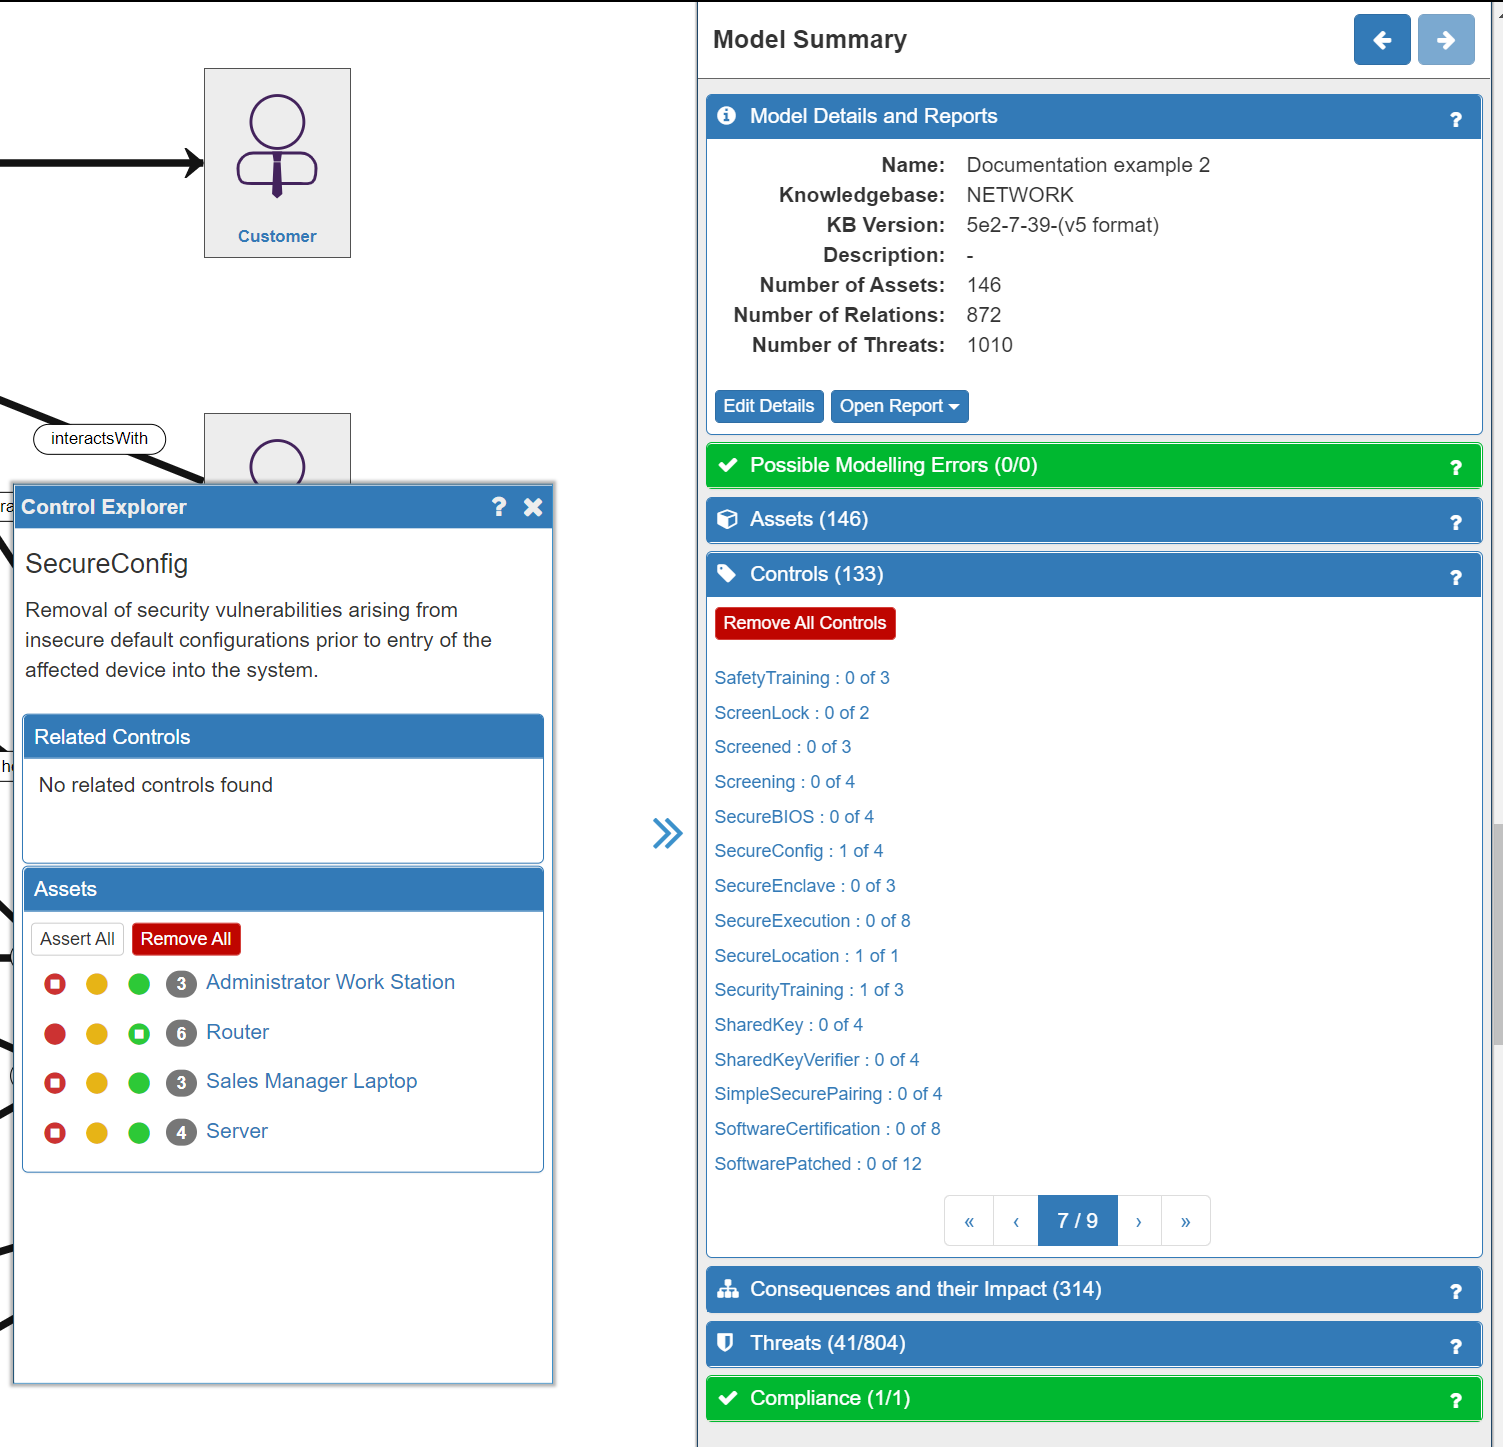 Customer
interactsWith
Control Explorer
?
SecureConfig
Removal of security vulnerabilities arising from
insecure default configurations prior to entry of the
affected device into the system.
Related Controls
No related controls found
Assets
Assert All
Remove All
3 Administrator Work Station
6 Router
3 Sales Manager Laptop
4 Server
Model Summary
Model Details and Reports ?
Name: Documentation example 2
Knowledgebase: NETWORK
KB Version: 5e2-7-39-(v5 format)
Description: -
Number of Assets: 146
Number of Relations: 872
Number of Threats: 1010
Edit Details
Open Report
Possible Modelling Errors (0/0) ?
Assets (146) ?
Controls (133) ?
Remove All Controls
SafetyTraining : 0 of 3
ScreenLock : 0 of 2
Screened : 0 of 3
Screening : 0 of 4
SecureBIOS : 0 of 4
SecureConfig : 1 of 4
SecureEnclave : 0 of 3
SecureExecution : 0 of 8
SecureLocation : 1 of 1
SecurityTraining : 1 of 3
SharedKey : 0 of 4
SharedKeyVerifier : 0 of 4
SimpleSecurePairing : 0 of 4
SoftwareCertification : 0 of 8
SoftwarePatched : 0 of 12
« ‹ 7 / 9 › »
Consequences and their Impact (314) ?
Threats (41/804) ?
Compliance (1/1) ?